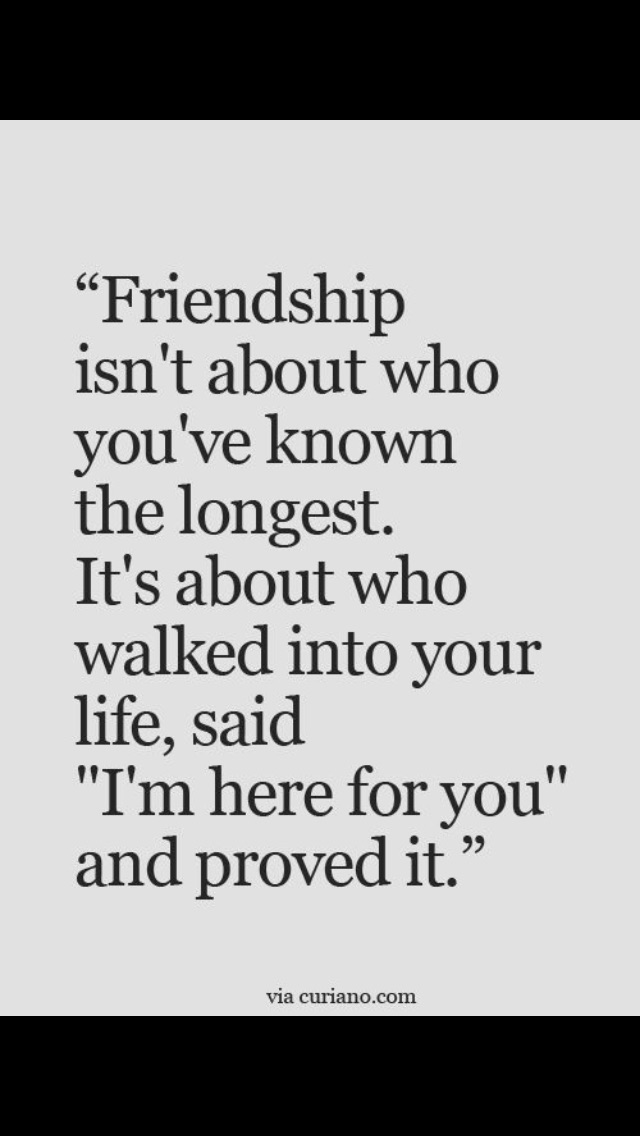 “Friendship
isn't about who
you've known
the longest.
It's about who
walked into your
life, said
"I'm here for you"
and proved it.”
via curiano.com